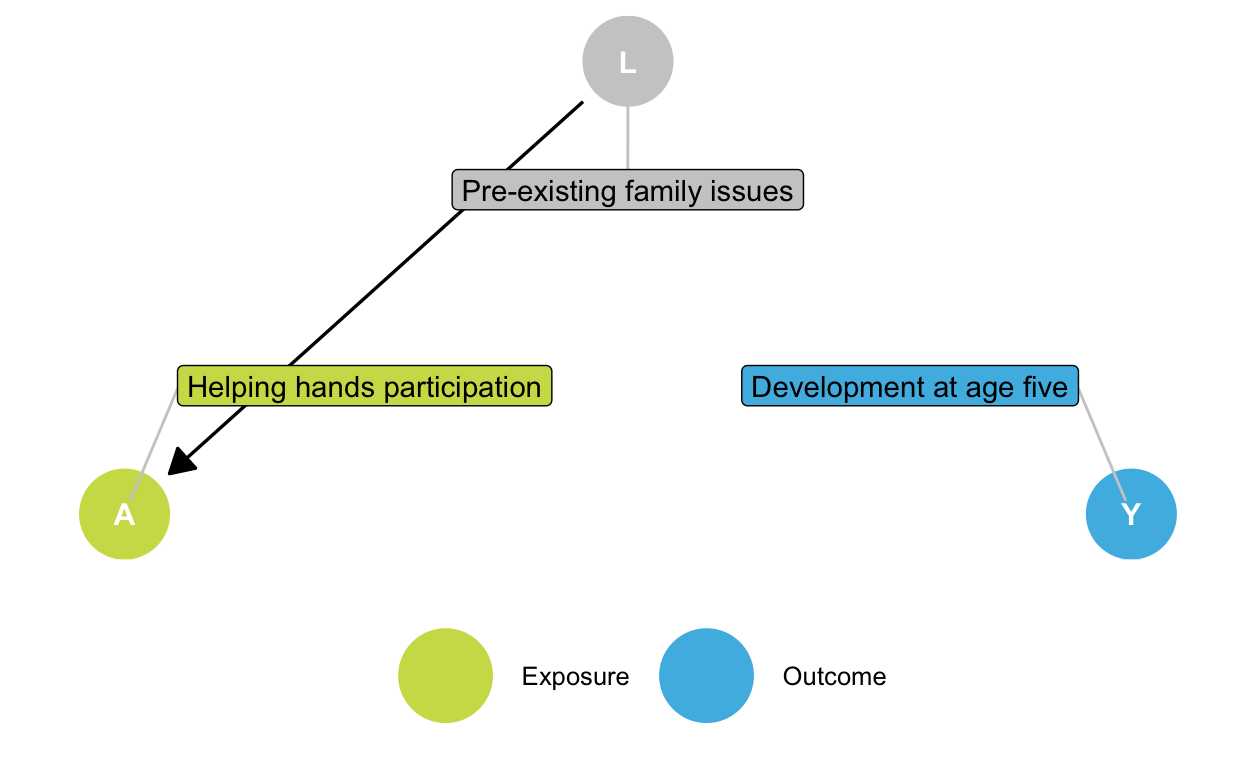 L
Pre-existing family issues
Helping hands participation
Development at age five
A
Y
Exposure
Outcome